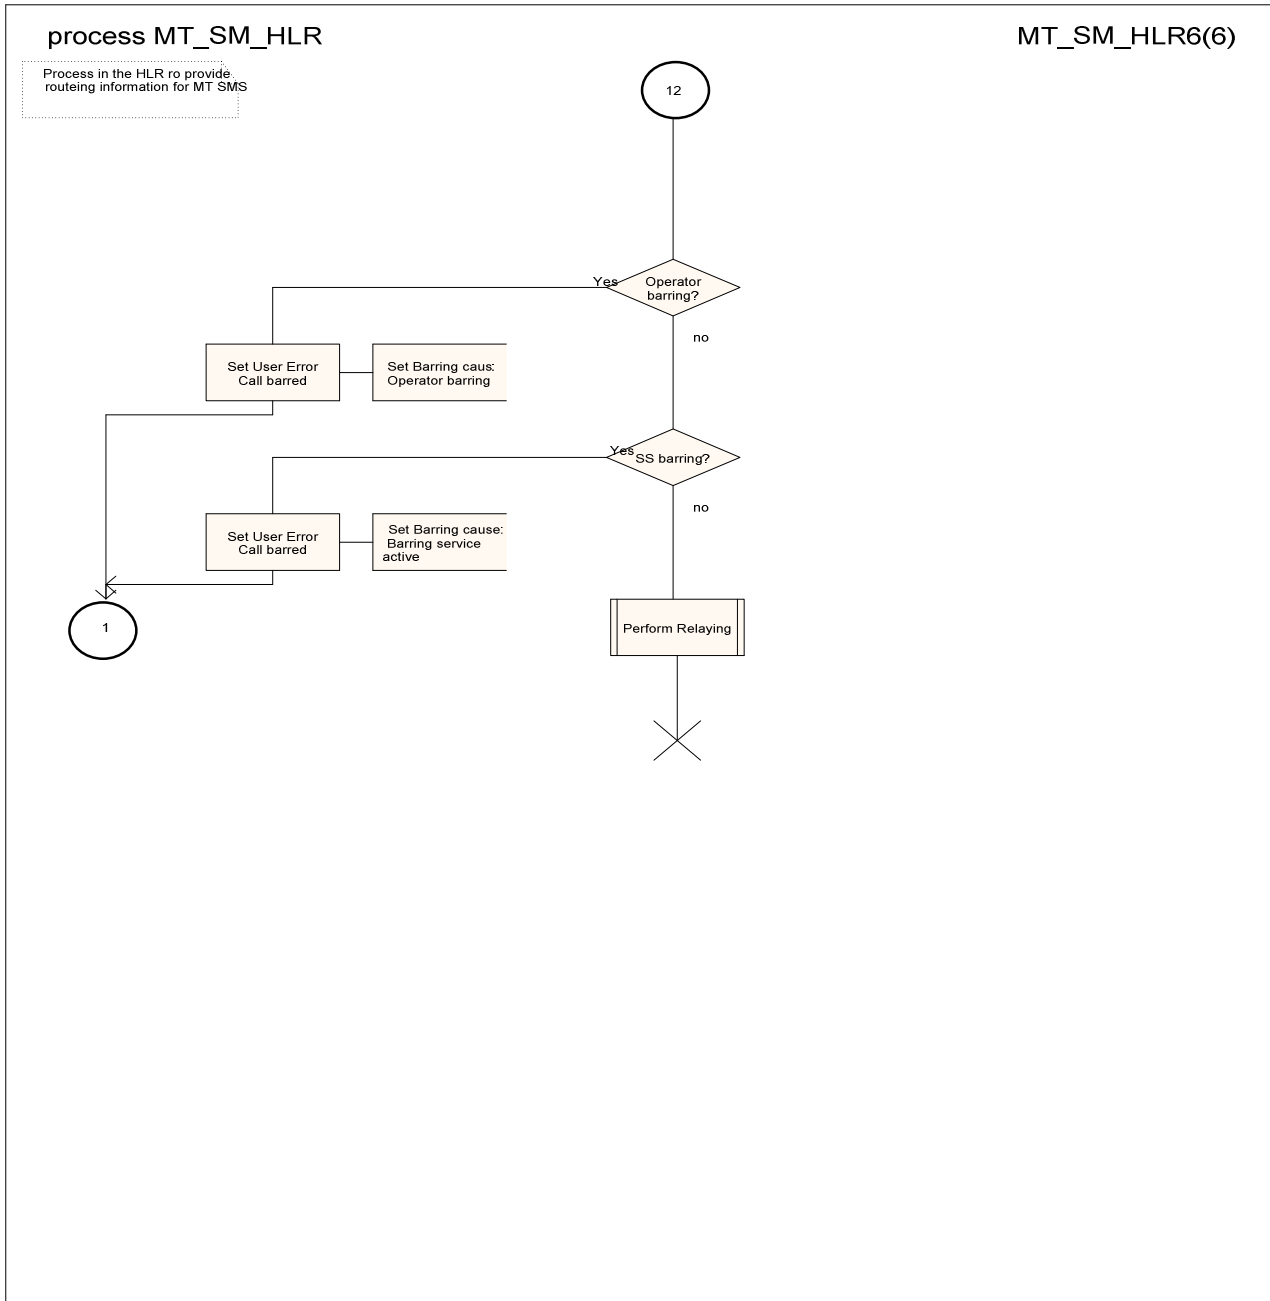 process MT_SM_HLR
MT_SM_HLR6(6)
Process in the HLR ro provide
routeing information for MT SMS
12
Yes
Operator
barring?
no
Set User Error
Call barred
Set Barring caus:
Operator barring
Yes
SS barring?
no
Set User Error
Call barred
Set Barring cause:
Barring service
active
1
Perform Relaying